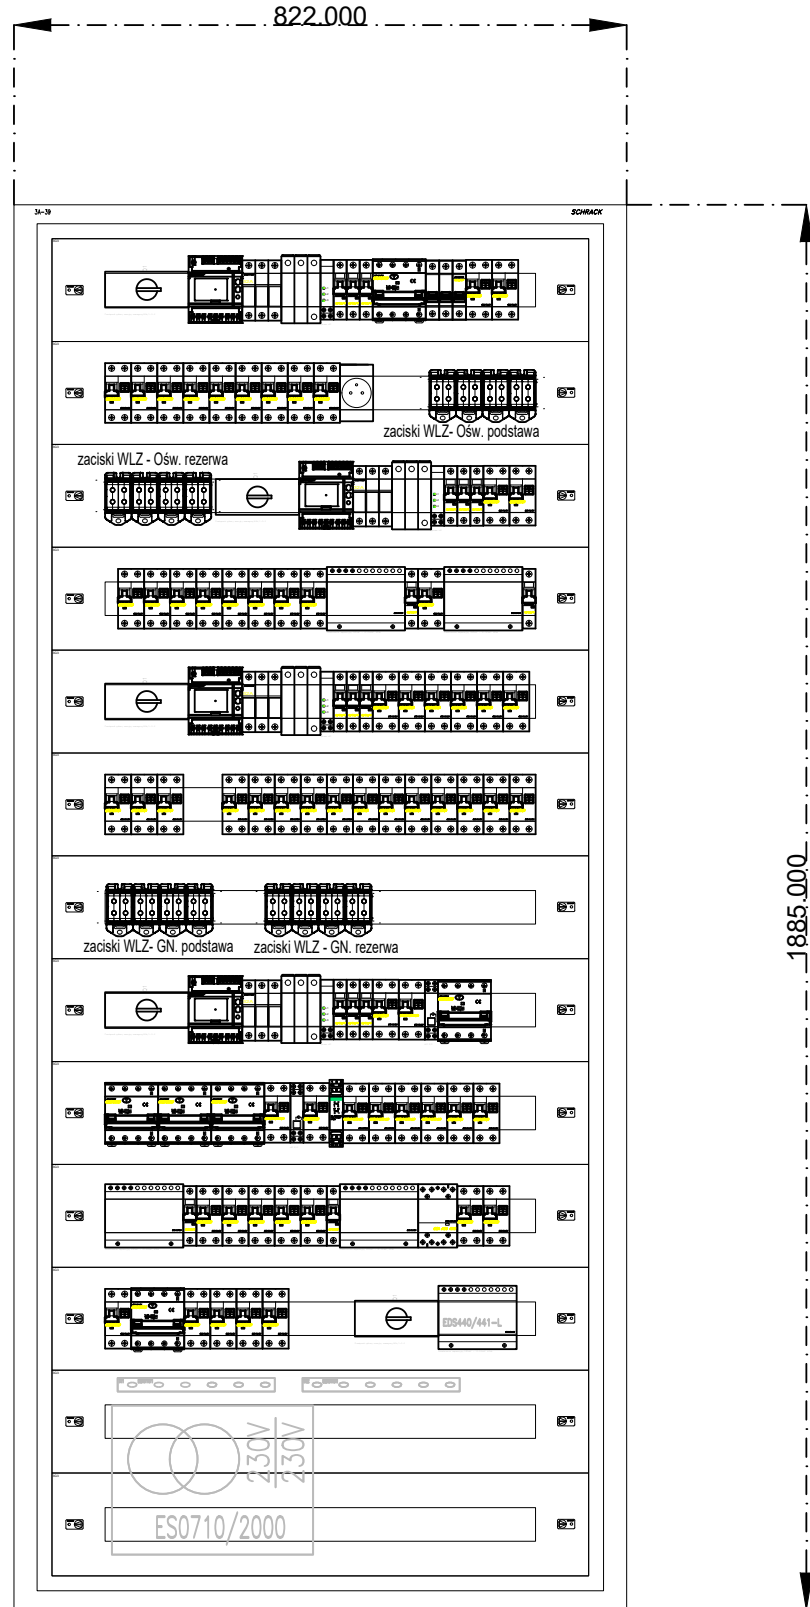 822.000
3A-39
SCHRACK
zaciski WLZ- Ośw. podstawa
zaciski WLZ - Ośw. rezerwa
1885.000
zaciski WLZ- GN. podstawa
zaciski WLZ - GN. rezerwa
EDS440/441-L
230V
230V
ES0710/2000